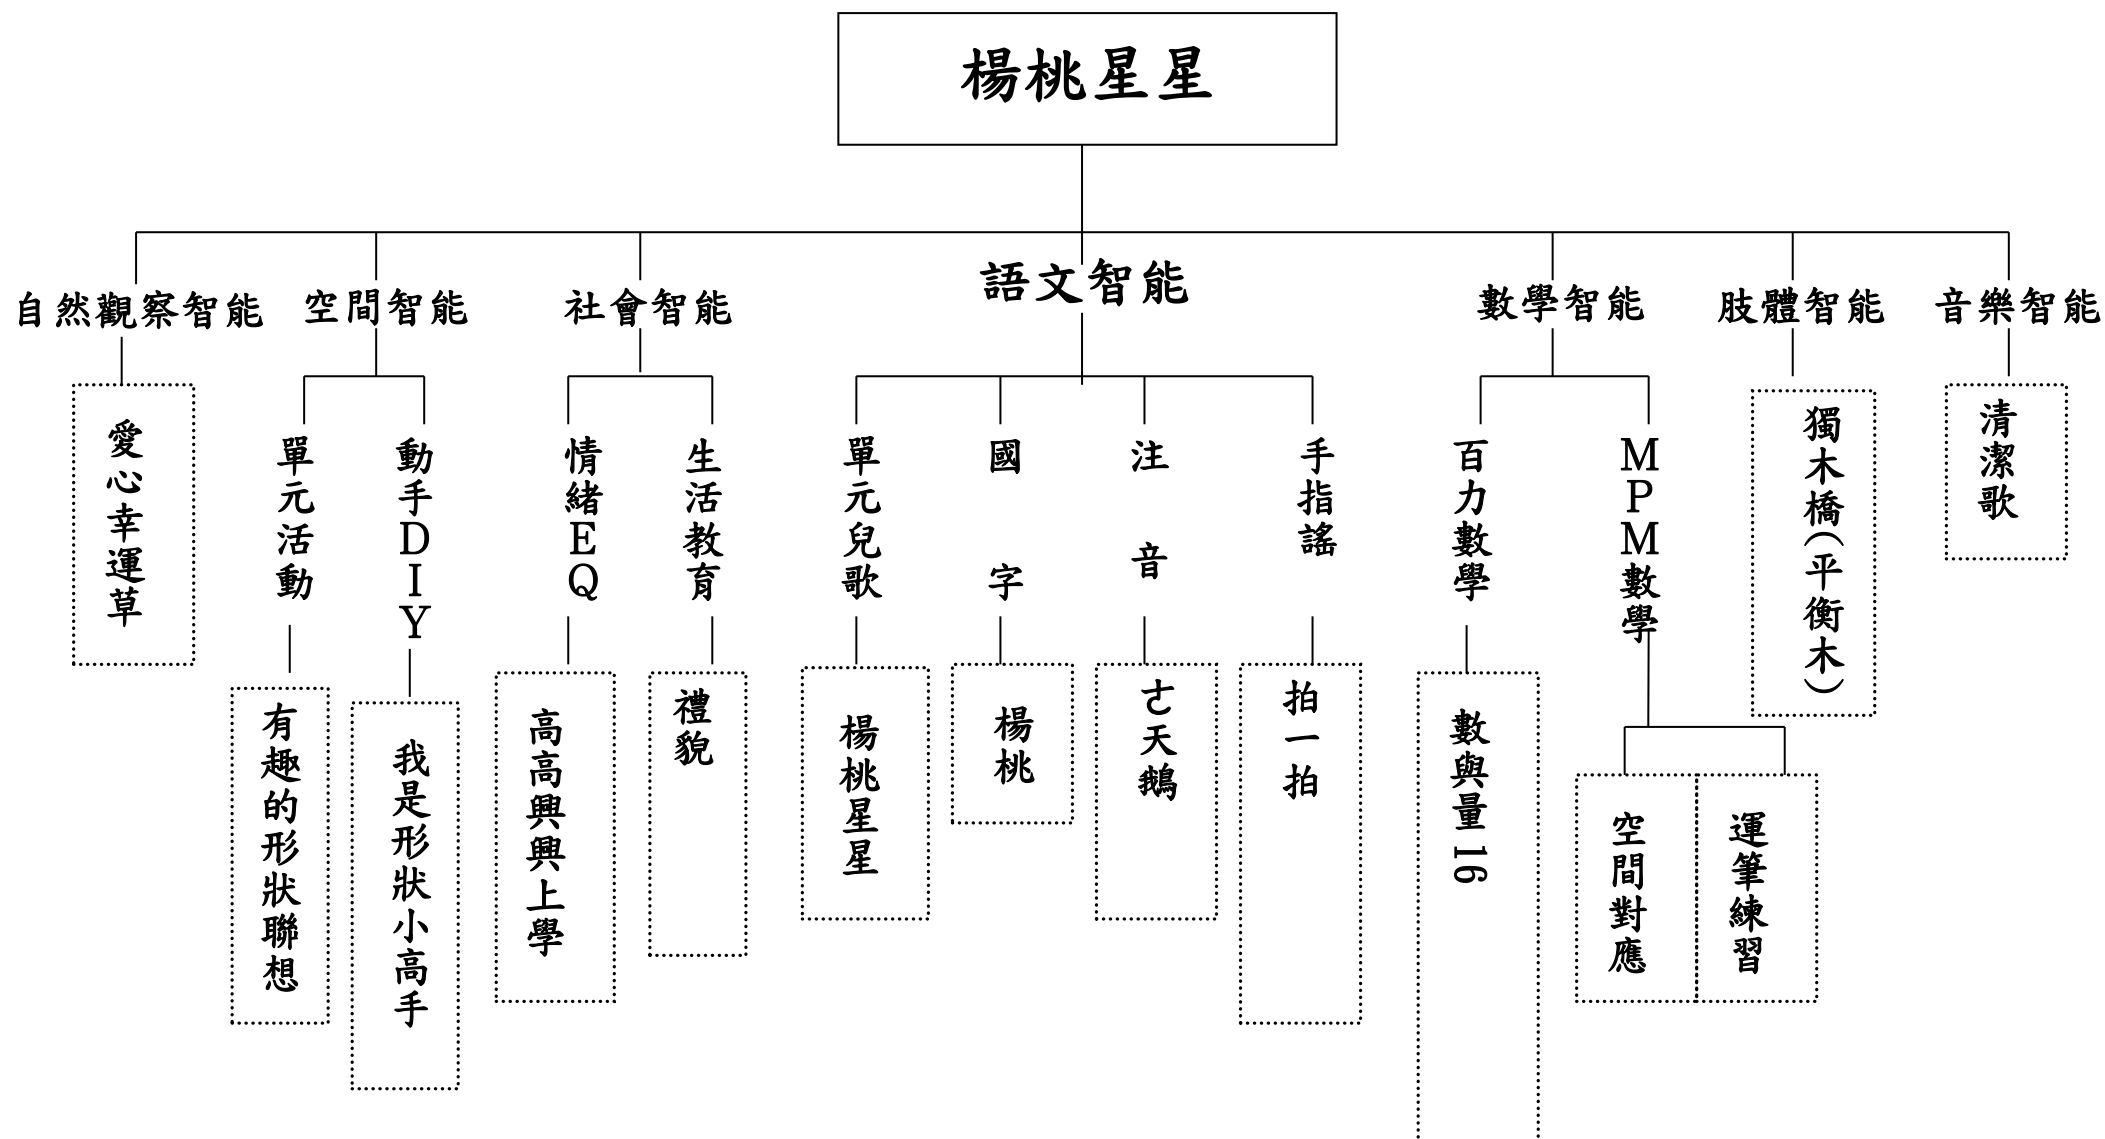 楊桃星星
自然觀察智能
空間智能
社會智能
語文智能
數學智能
肢體智能
音樂智能
愛心幸運草
單元活動
動手DIY
情緒EQ
生活教育
單元兒歌
國字
注音
手指謠
百力數學
MPM數學
獨木橋(平衡木)
清潔歌
有趣的形狀聯想
我是形狀小高手
高高興興上學
禮貌
楊桃星星
楊桃
ㄜ天鵝
拍一拍
數與量16
空間對應
運筆練習